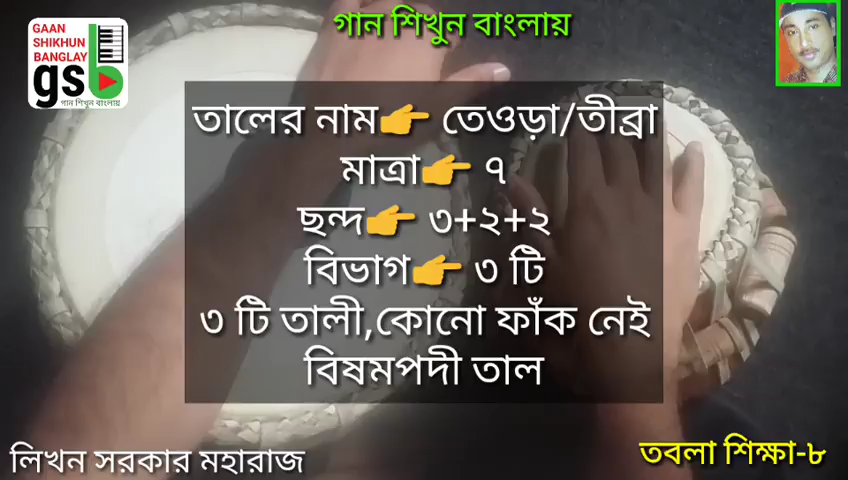 গান শিখুন বাংলায়
GAAN
SHIKHUN
BANGLAY
gsb
গান শিখুন বাংলায়
তালের নাম👉 তেওড়া/তীব্রা
মাত্রা👉 ৭
ছন্দ👉 ৩+২+২
বিভাগ👉 ৩ টি
৩ টি তালী,কোনো ফাঁক নেই
বিষমপদী তাল
লিখন সরকার মহারাজ
তবলা শিক্ষা-৮